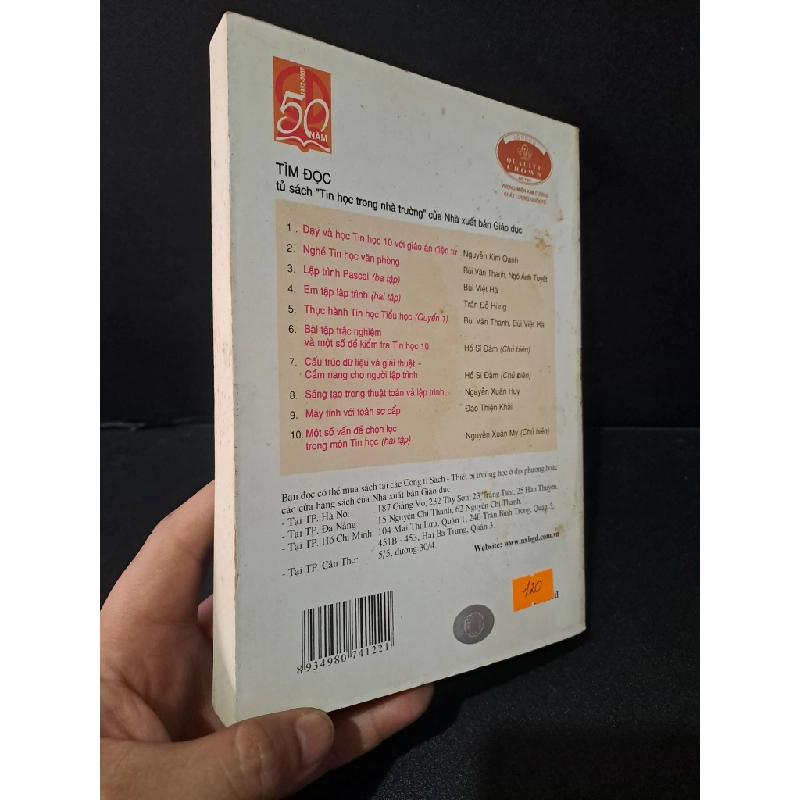 50
NĂM
QUALITY
CROWN
TÌM ĐỌC
tủ sách "Tin học trong nhà trường" của Nhà xuất bản Giáo dục
1. Dạy và học Tin học 10 với giáo án điện tử Nguyễn Kim Oanh
2. Nghề Tin học văn phòng Bùi Văn Thanh, Ngô Ánh Tuyết
3. Lập trình Pascal (ba tập) Bùi Việt Hà
4. Em tập lập trình (hai tập) Trần Đỗ Hùng
5. Thực hành Tin học Tiểu học (Quyển 1) Bùi Văn Thanh, Bùi Việt Hà
6. Bài tập trắc nghiệm
và một số đề kiểm tra Tin học 10 Hồ Sĩ Đàm (Chủ biên)
7. Cấu trúc dữ liệu và giải thuật -
Cẩm nang cho người lập trình Hồ Sĩ Đàm (Chủ biên)
8. Sáng tạo trong thuật toán và lập trình - Nguyễn Xuân Huy
9. Máy tính với toán sơ cấp Đào Thiện Khải
10. Một số vấn đề chọn lọc
trong môn Tin học (hai tập) Nguyễn Xuân My (Chủ biên)
Bạn đọc có thể mua sách tại các Công ti Sách - Thiết bị trường học ở địa phương hoặc
các cửa hàng sách của Nhà xuất bản Giáo dục
- Tại TP. Hà Nội: 187 Giảng Võ, 232 Tây Sơn, 23 Tràng Tiền, 25 Hàn Thuyên,
- Tại TP. Đà Nẵng: 15 Nguyễn Chí Thanh, 62 Nguyễn Chí Thanh
- Tại TP. Hồ Chí Minh: 104 Mai Thị Lựu, Quận 1, 240 Trần Bình Trọng, Quận 5,
451B - 453, Hai Bà Trưng, Quận 3.
- Tại TP. Cần Thơ: 5/5, đường 30/4.
Website: www.nxbgd.com.vn
120
8934980741221